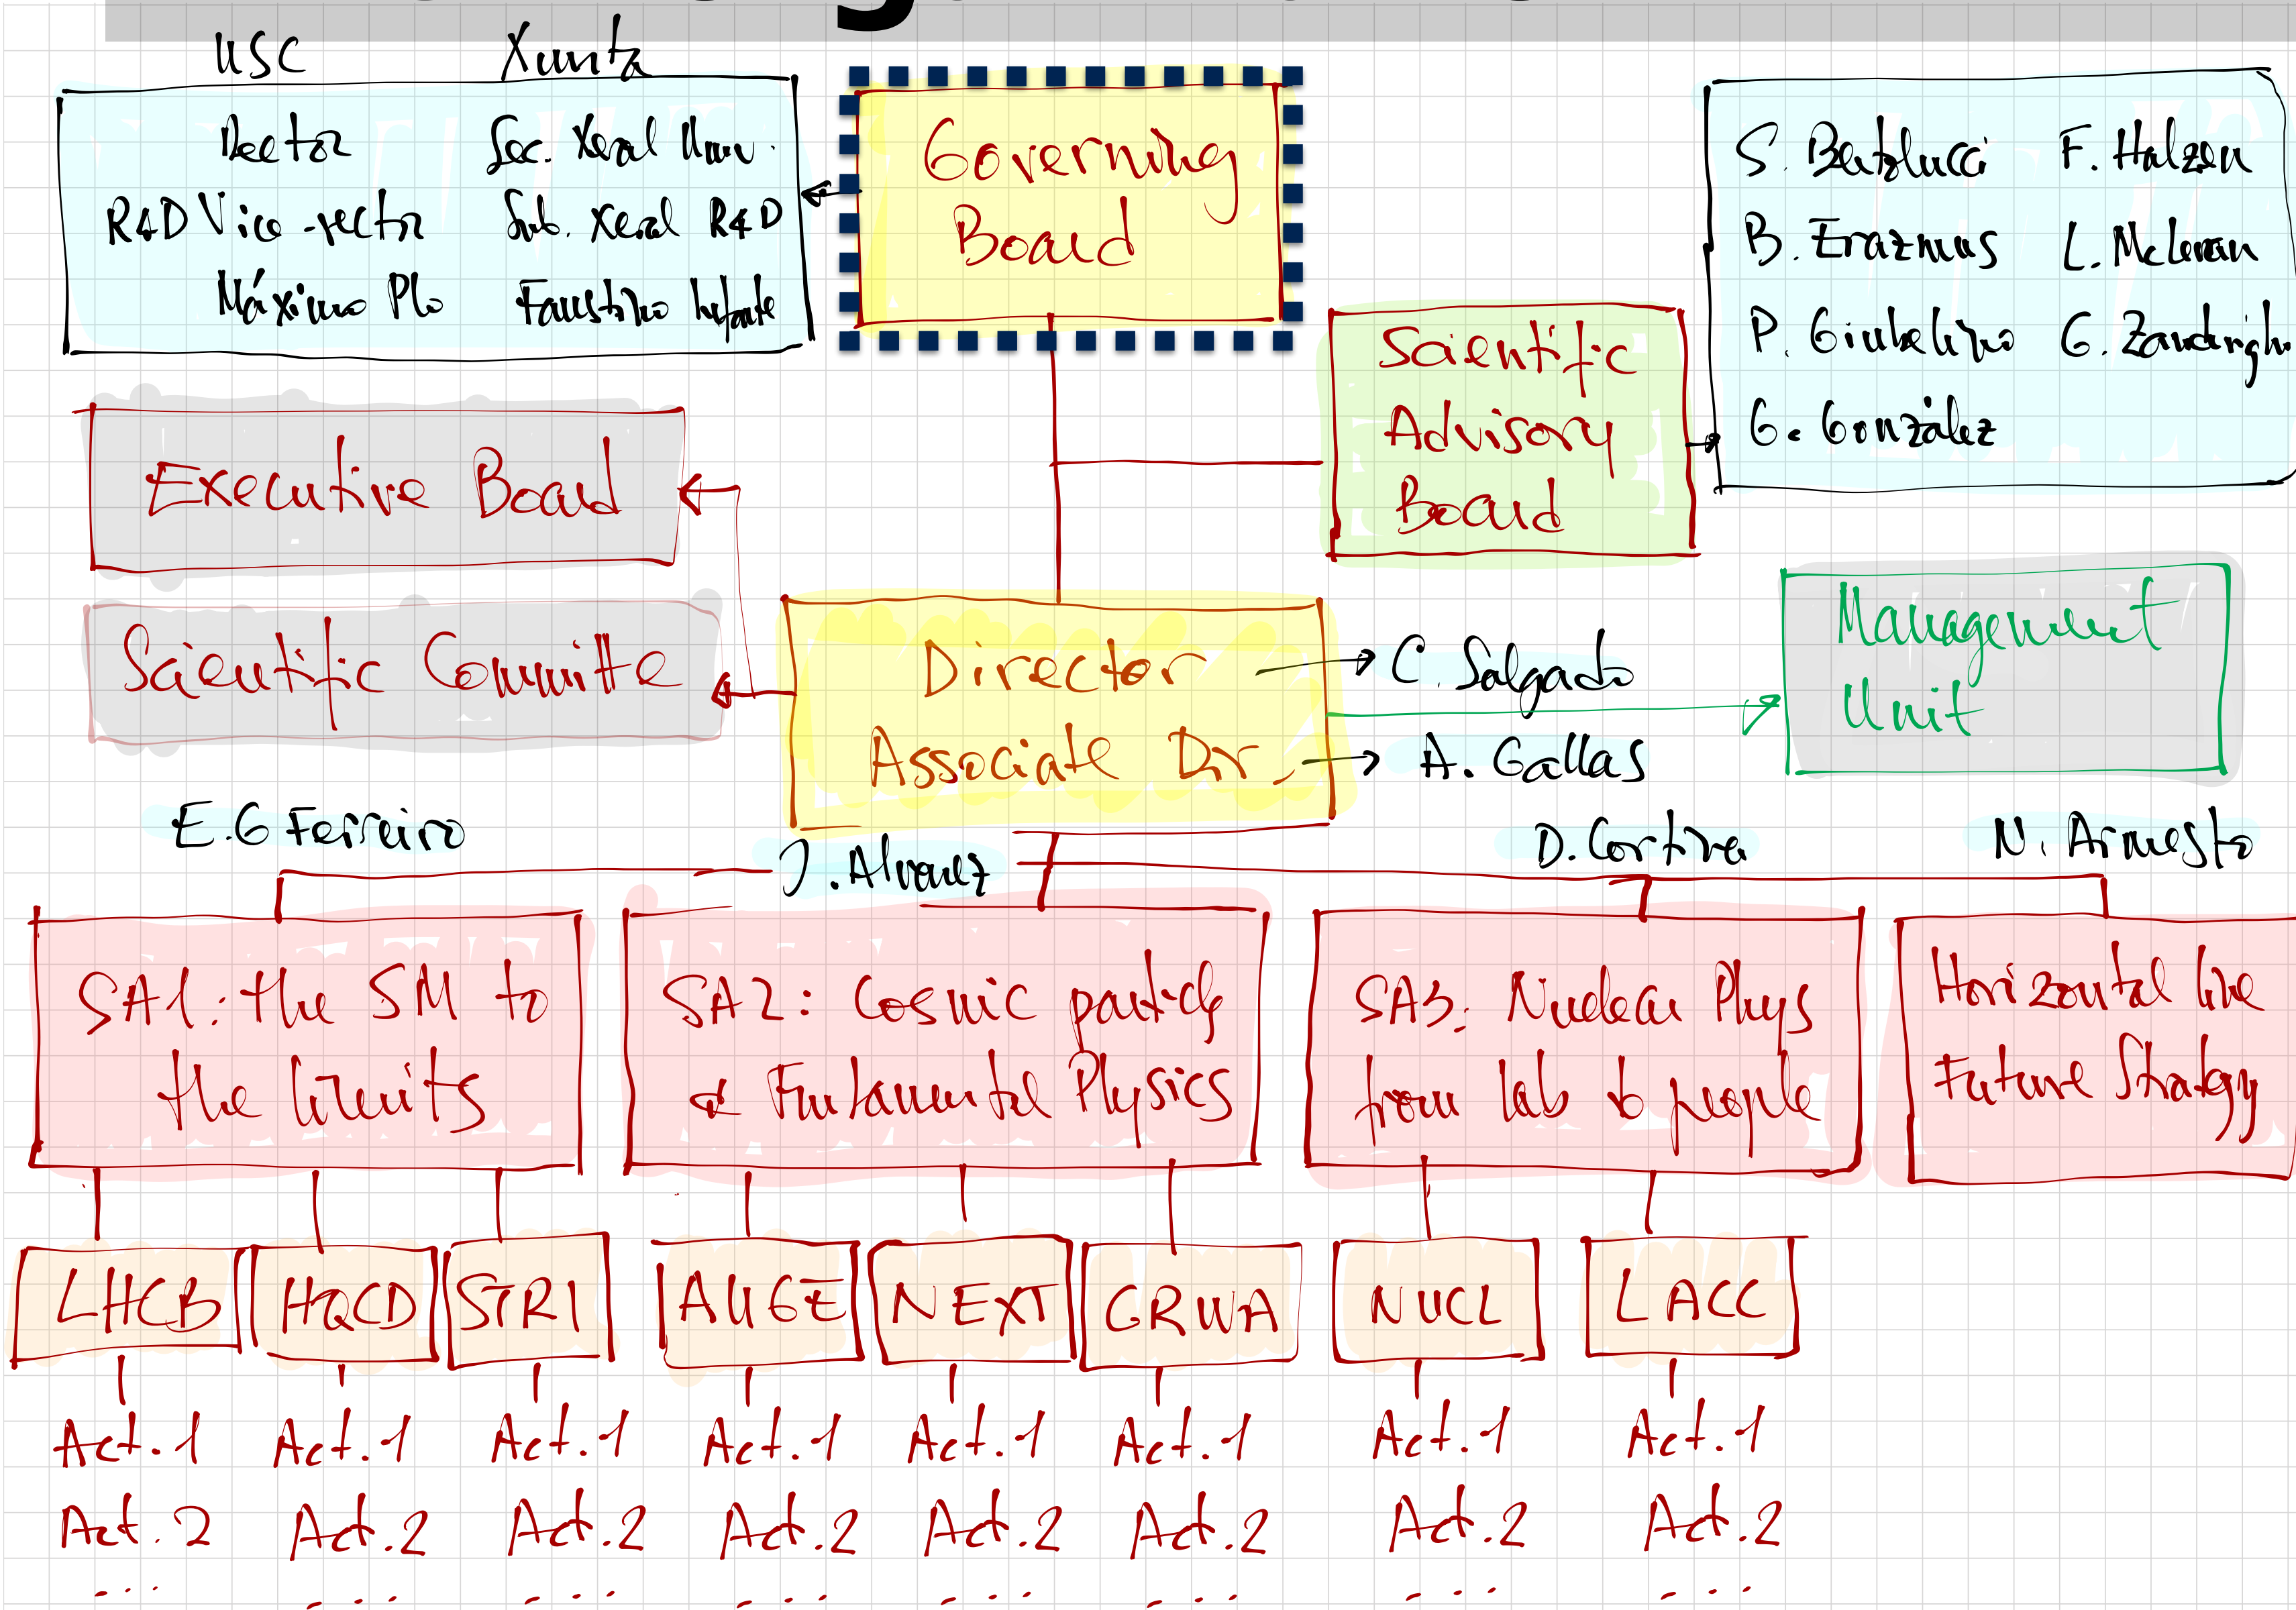 USC Xunta
Rector Sec. Xeral Univ.
R&D Vice-rector Sub. Xeral R&D
Máximo Plo Faustino Infante
Governing
Board
S. Bertolucci F. Halzen
B. Erazmus L. McLerran
P. Giubelino G. Zanderigh
G. González
Scientific
Advisory
Board
Executive Board
Scientific Committe
Director
Associate Dir.
C. Salgado
A. Gallas
Management
Unit
E.G Ferreiro
J. Alvarez
D. Cortina
N. Armesto
SA1: the SM to
the limits
SA2: Cosmic particle
& Funtamental Physics
SA3: Nuclear Phys
from lab to people
Horizontal line
Future Strategy
LHCB HQCD STRI AUGE NEXT GRWA NUCL LACC
Act.1 Act.1 Act.1 Act.1 Act.1 Act.1 Act.1 Act.1
Act.2 Act.2 Act.2 Act.2 Act.2 Act.2 Act.2 Act.2
... ... ... ... ... ... ... ...